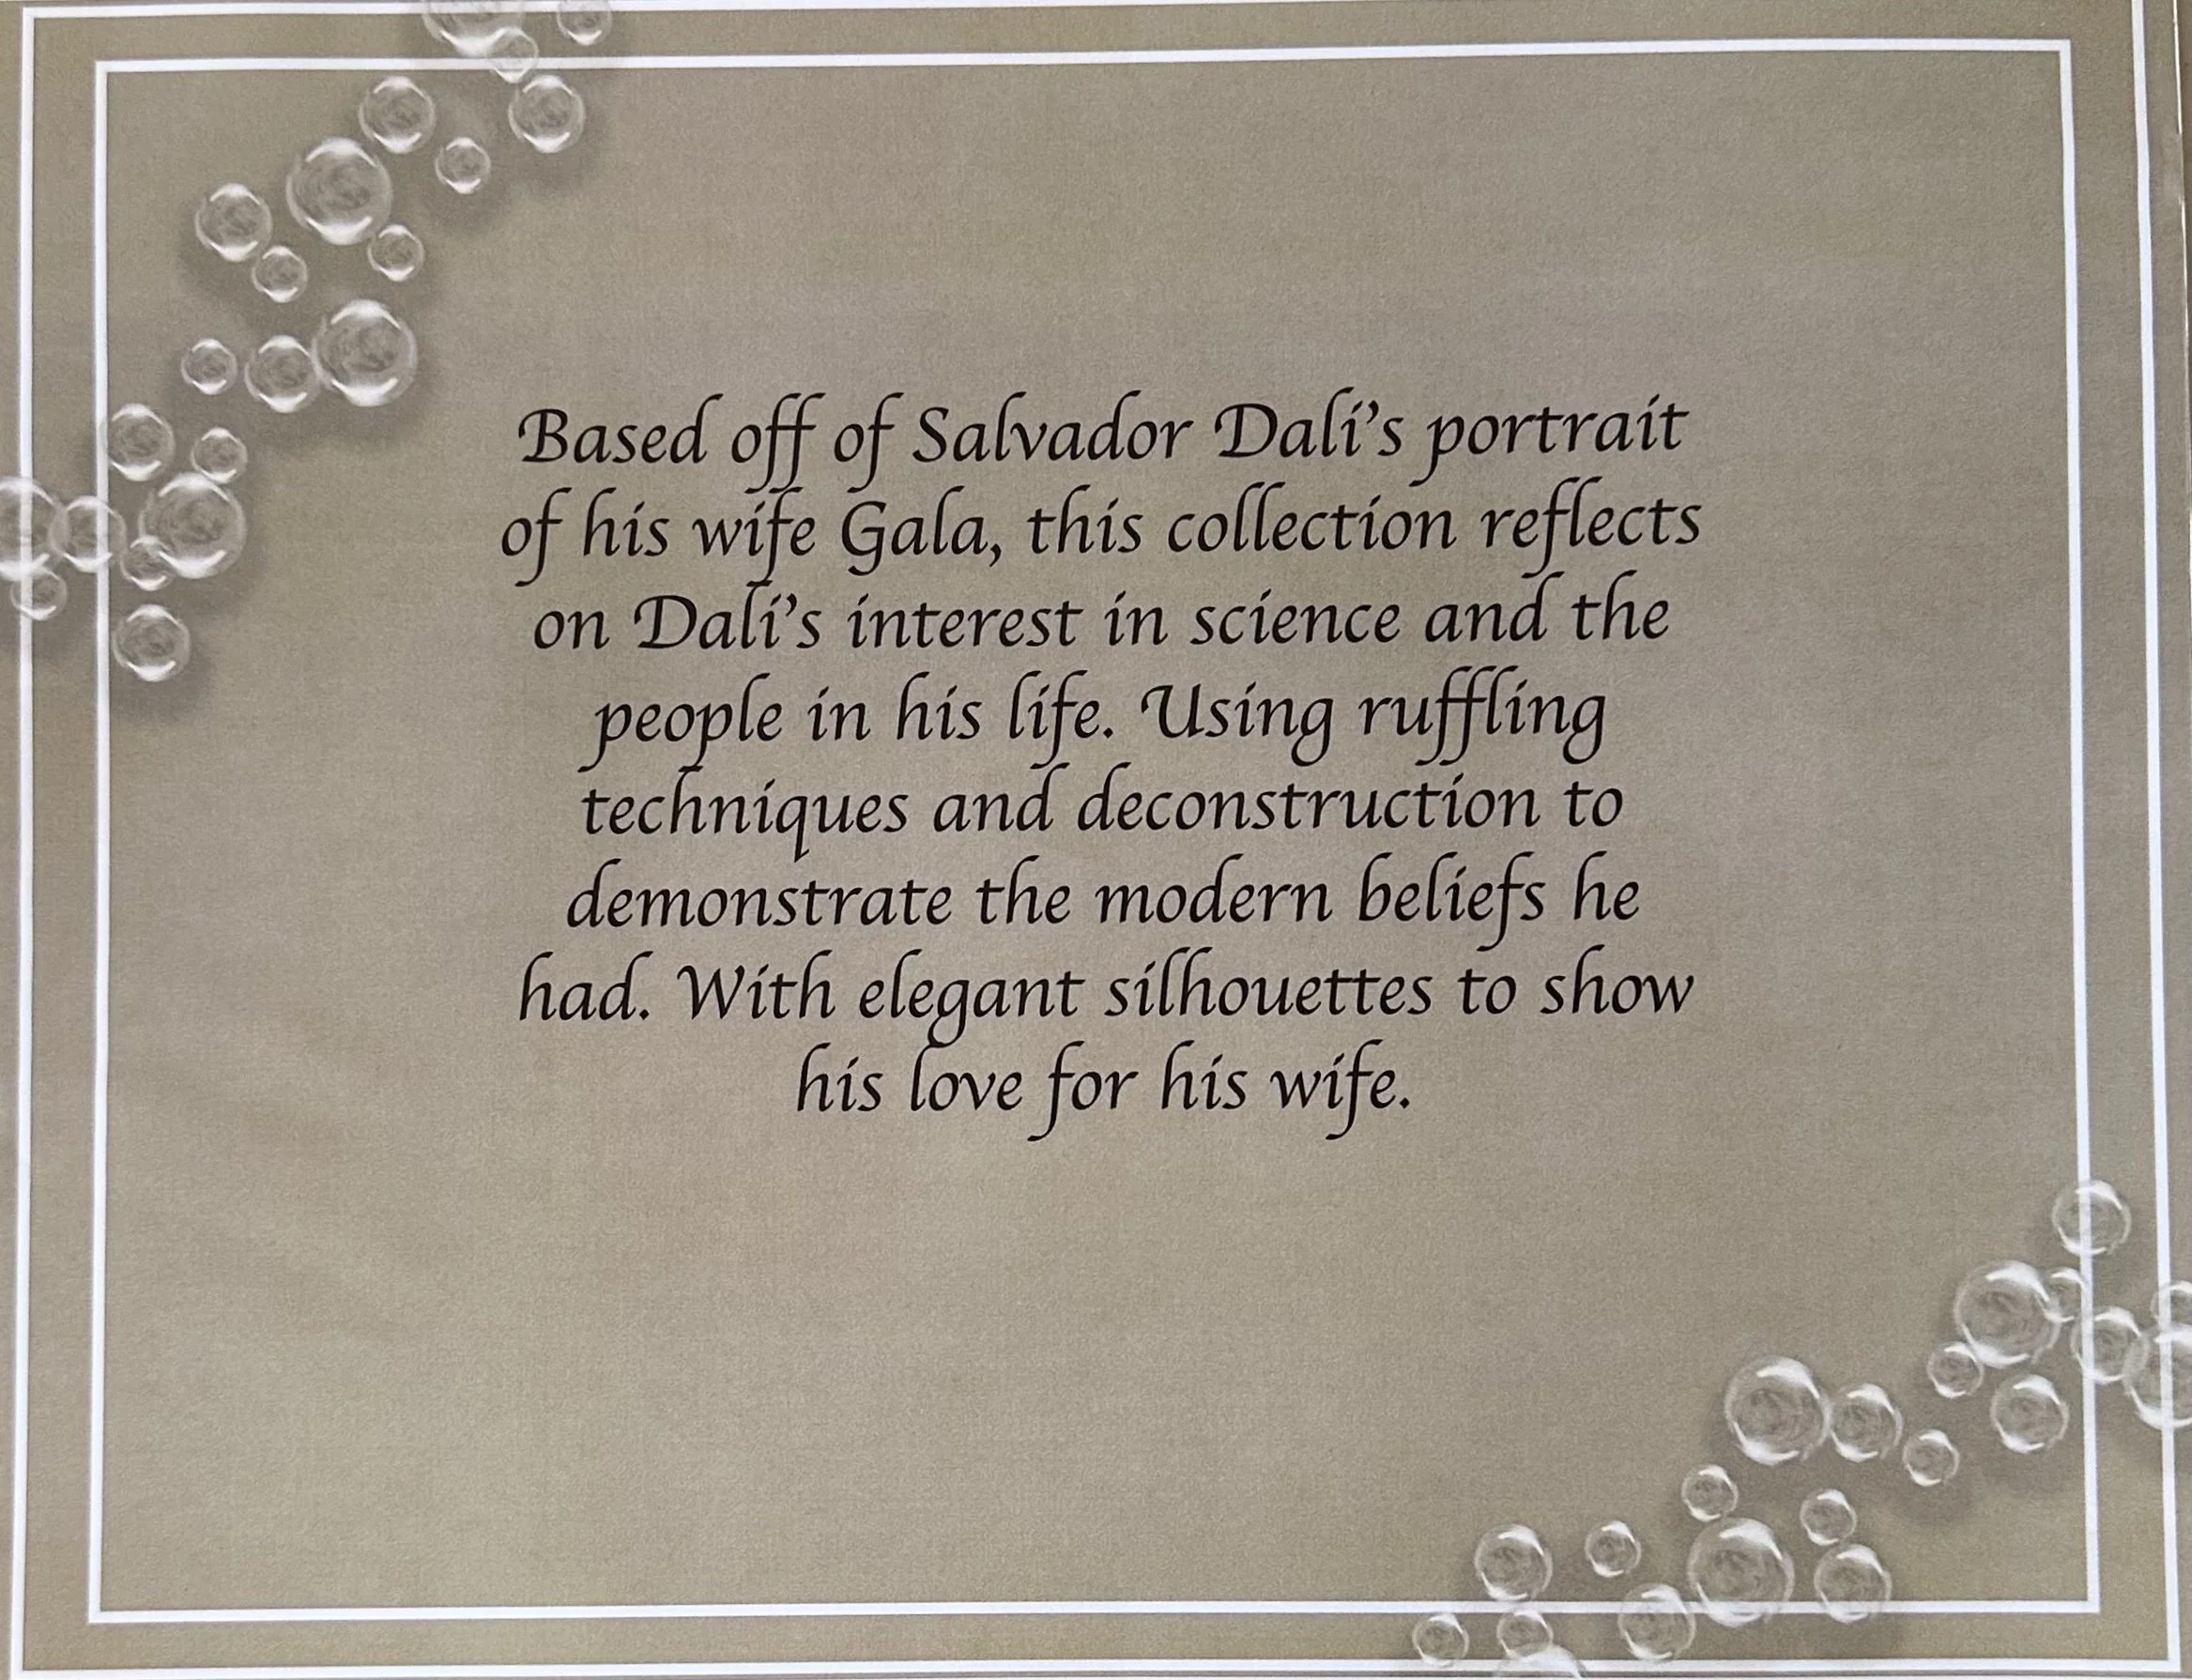 Based off of Salvador Dali's portrait
of his wife Gala, this collection reflects
on Dali's interest in science and the
people in his life. Using ruffling
techniques and deconstruction to
demonstrate the modern beliefs he
had. With elegant silhouettes to show
his love for his wife.